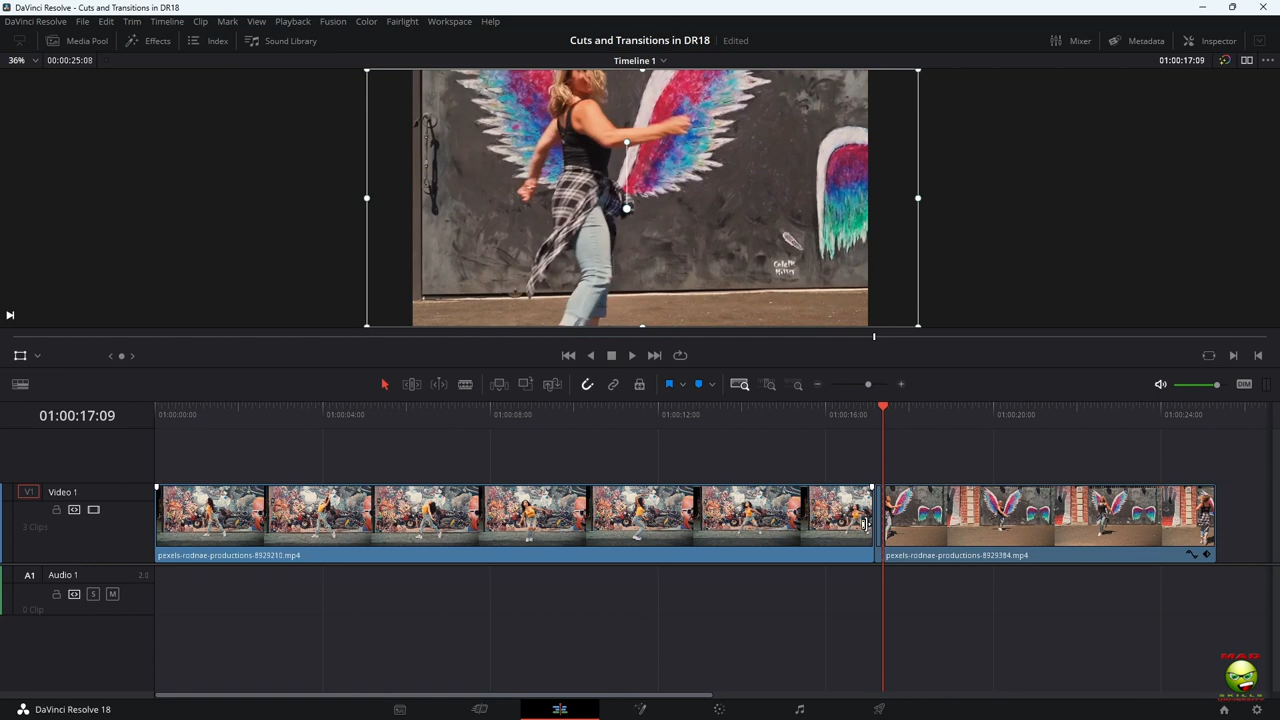 DaVinci Resolve - Cuts and Transitions in DR18
DaVinci Resolve File Edit Trim Timeline Clip Mark View Playback Fusion Color Fairlight Workspace Help
Media Pool Effects Index Sound Library Cuts and Transitions in DR18 Edited Mixer Metadata Inspector
36% 00:00:25:08 Timeline 1 01:00:17:09
DIM
01:00:17:09 01:00:00:00 01:00:04:00 01:00:08:00 01:00:12:00 01:00:16:00 01:00:20:00 01:00:24:00
V1 Video 1
3 Clips
pexels-rodnae-productions-8929210.mp4 pexels-rodnae-productions-8929384.mp4
A1 Audio 1 2.0
S M
0 Clip
MAD
SKILLS
DaVinci Resolve 18